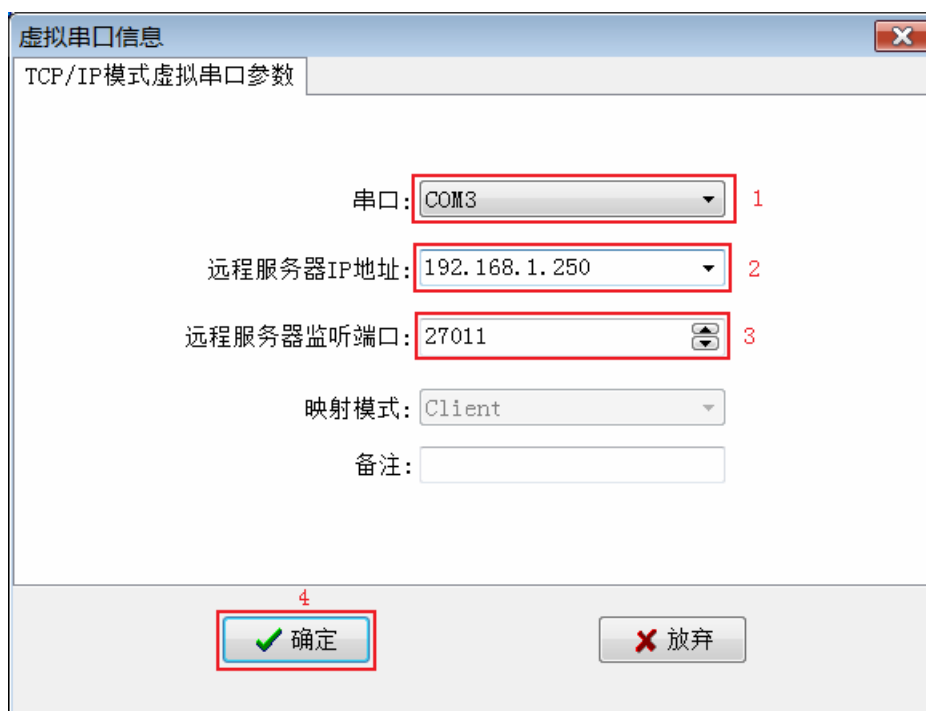 虚拟串口信息
TCP/IP模式虚拟串口参数
串口: COM3 1
远程服务器IP地址: 192.168.1.250 2
远程服务器监听端口: 27011 3
映射模式: Client
备注:
4
确定 放弃